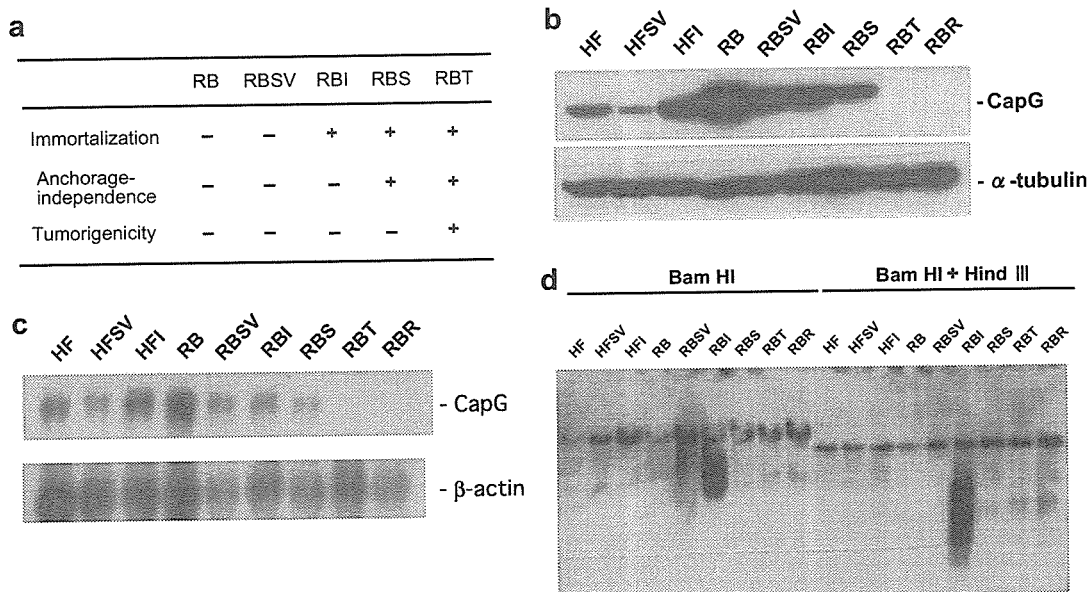 a
RB RBSV RBI RBS RBT
Immortalization – – + + +
Anchorage-
independence – – – + +
Tumorigenicity – – – – +
b
HF HFSV HFI RB RBSV RBI RBS RBT RBR
- CapG
- α-tubulin
c
HF HFSV HFI RB RBSV RBI RBS RBT RBR
- CapG
- β-actin
d
Bam HI Bam HI + Hind III
HF HFSV HFI RB RBSV RBI RBS RBT RBR HF HFSV HFI RB RBSV RBI RBS RBT RBR